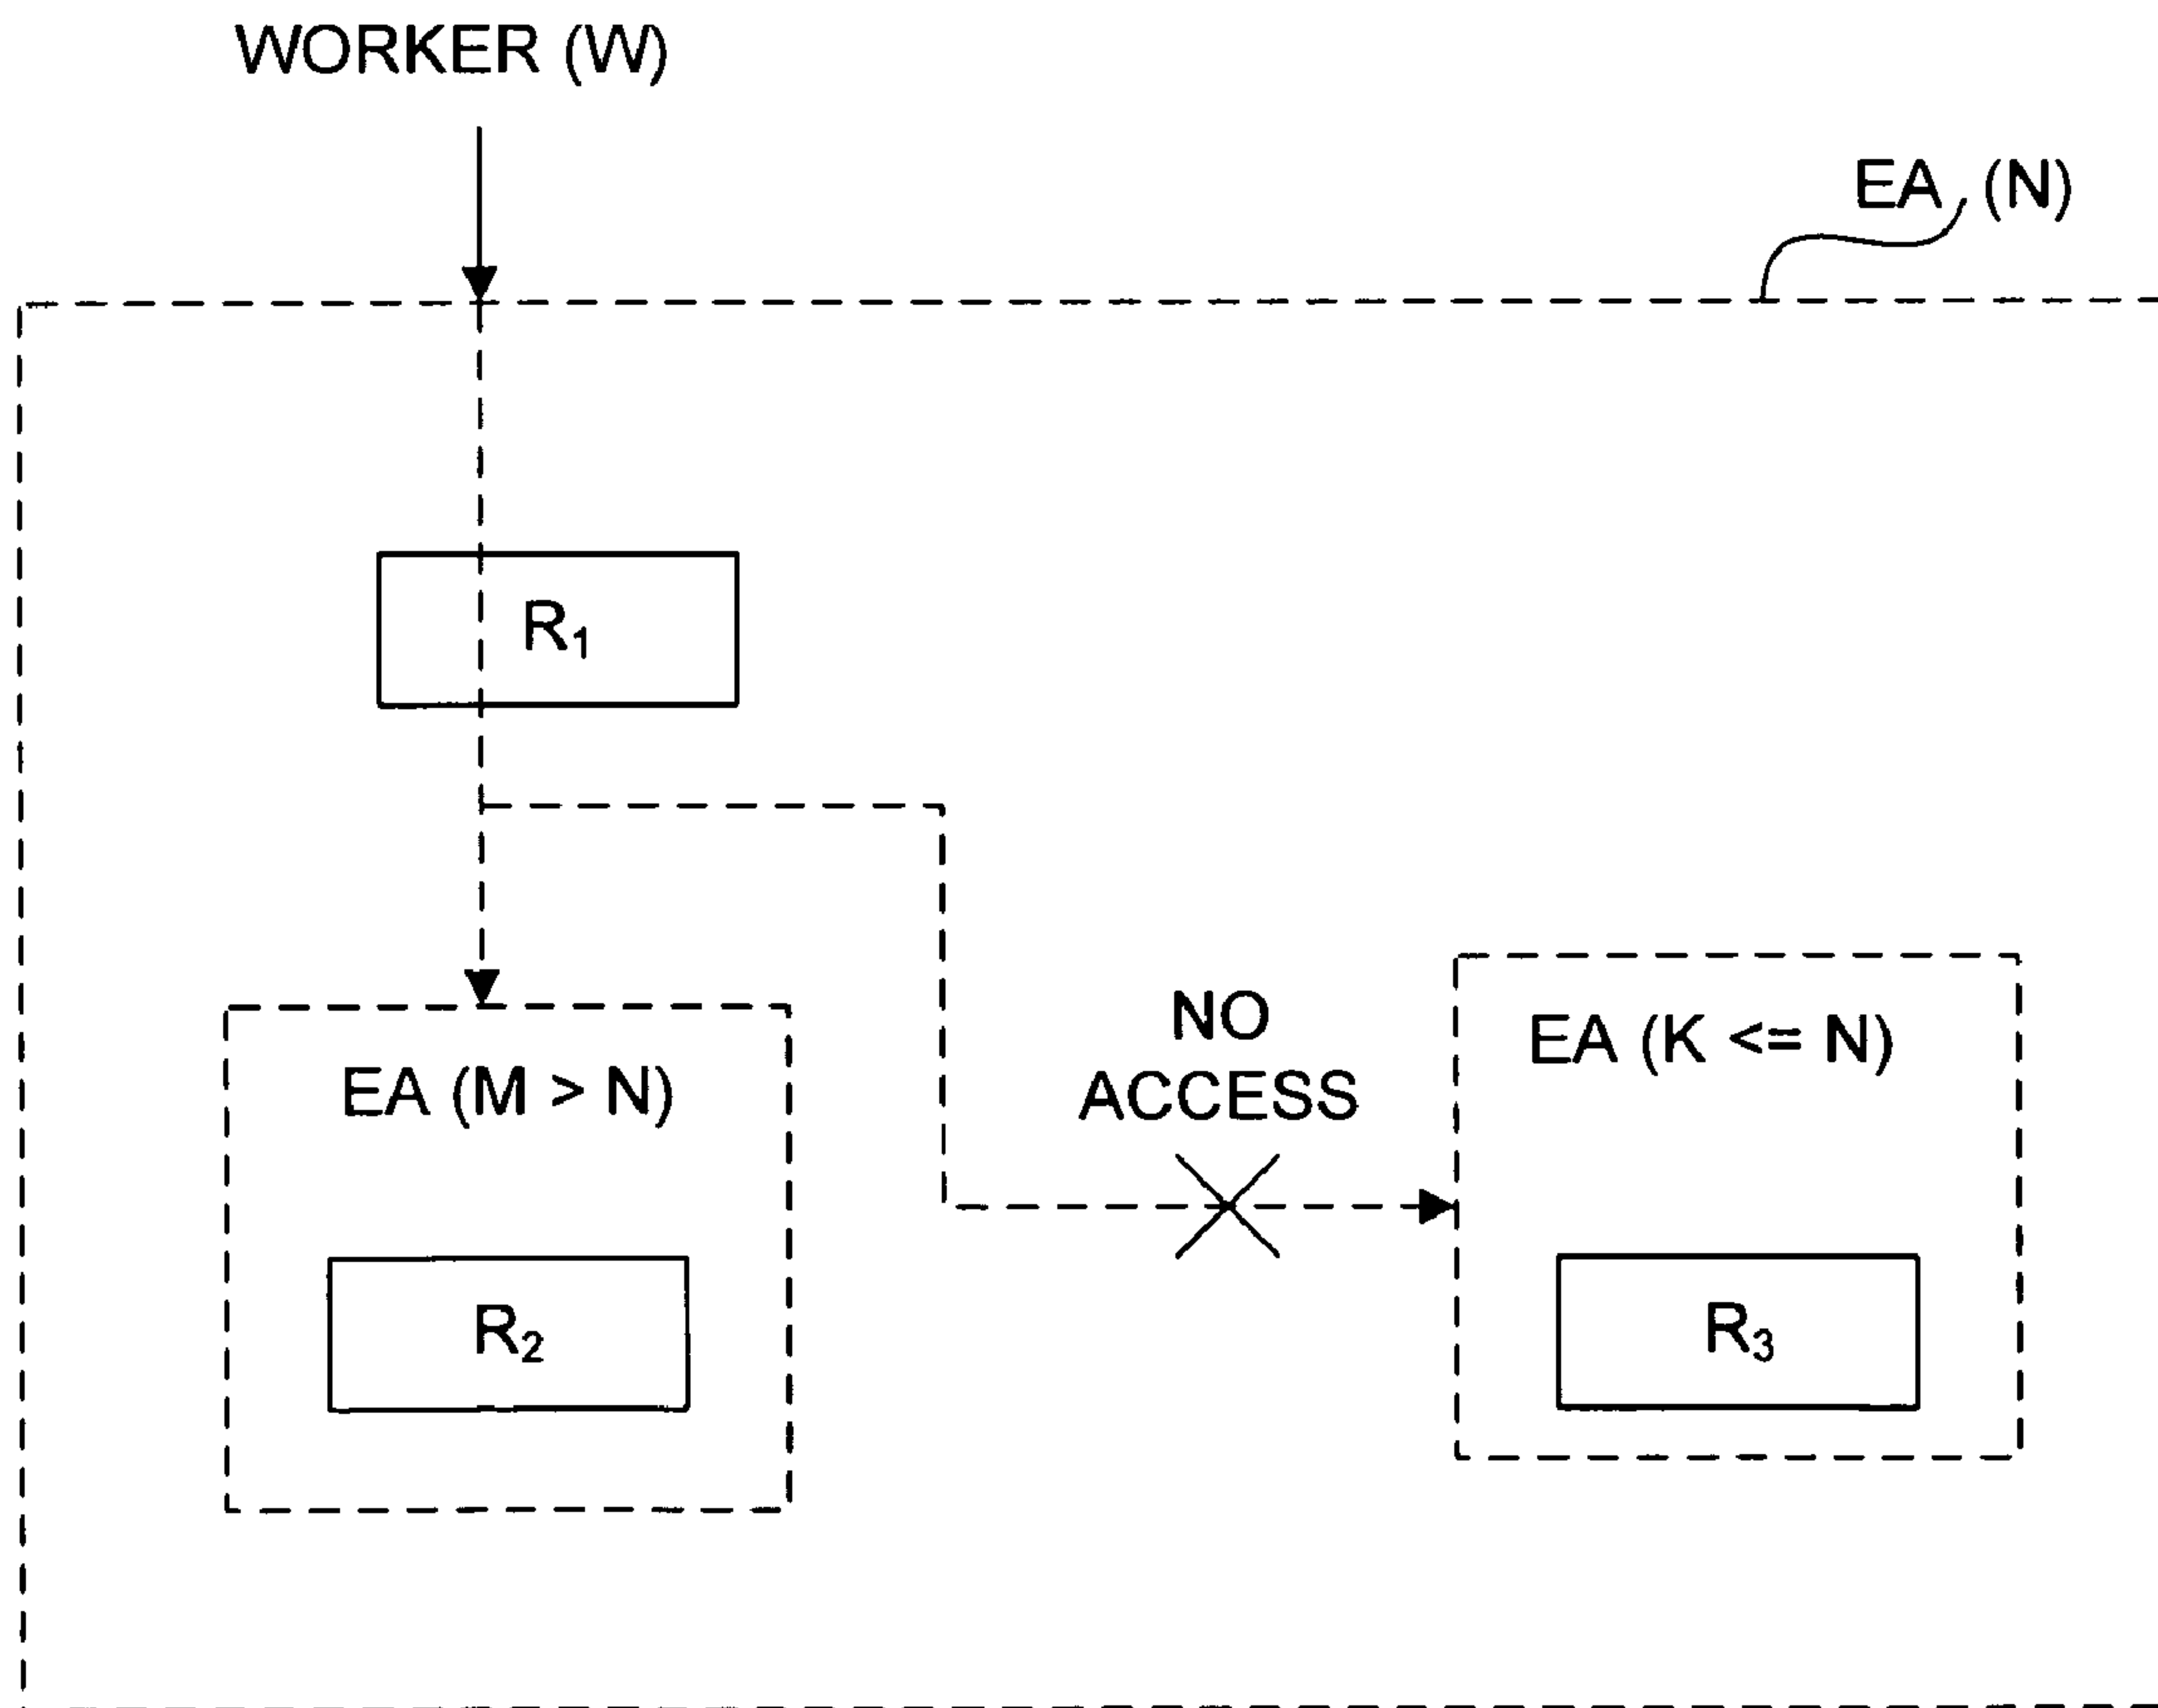 WORKER (W)
EA (N)
R₁
NO
ACCESS
EA (K <= N)
EA (M > N)
R₂
R₃